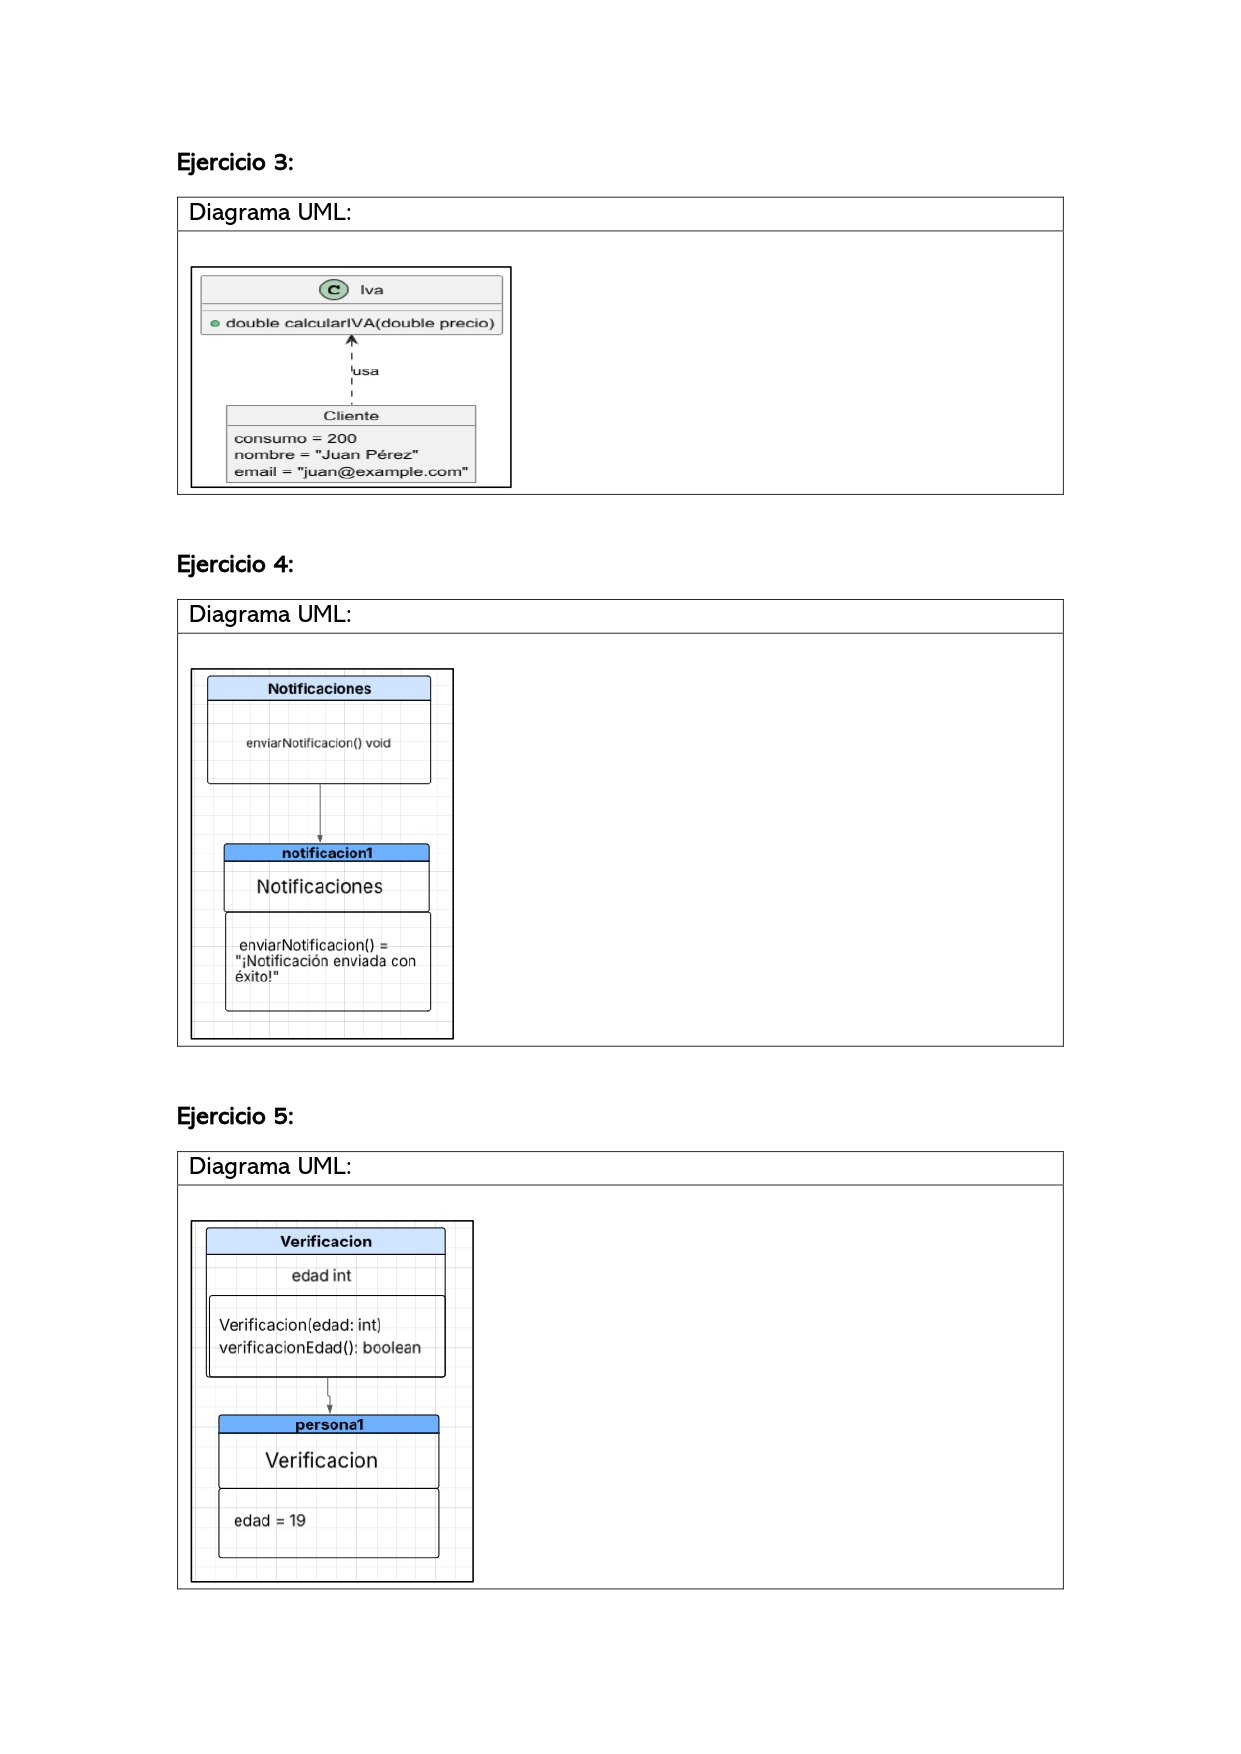 Ejercicio 3:
Diagrama UML:
C Iva
double calcularIVA(double precio)
usa
Cliente
consumo = 200
nombre = "Juan Pérez"
email = "juan@example.com"
Ejercicio 4:
Diagrama UML:
Notificaciones
enviarNotificacion() void
notificacion1
Notificaciones
enviarNotificacion() =
"¡Notificación enviada con
éxito!"
Ejercicio 5:
Diagrama UML:
Verificacion
edad int
Verificacion(edad: int)
verificacionEdad(): boolean
persona1
Verificacion
edad = 19